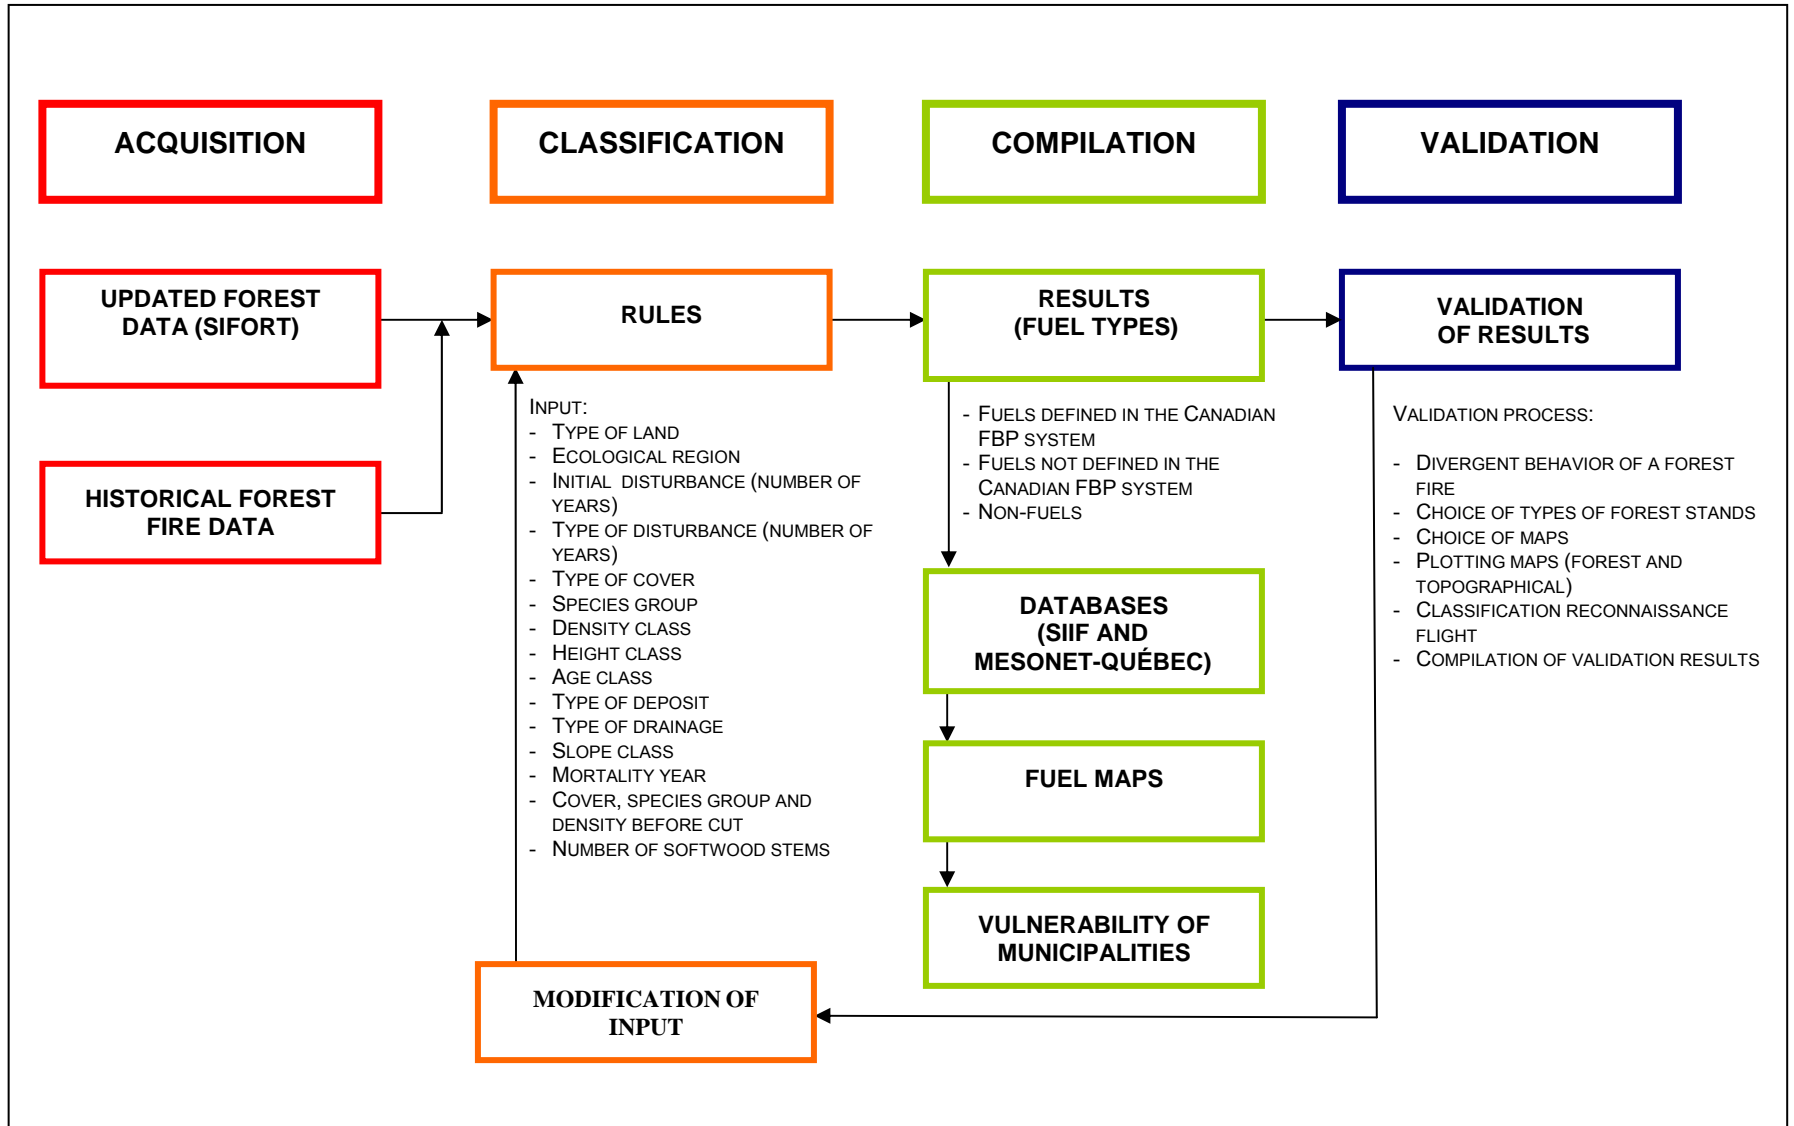 ACQUISITION
CLASSIFICATION
COMPILATION
VALIDATION
UPDATED FOREST
DATA (SIFORT)
HISTORICAL FOREST
FIRE DATA
RULES
INPUT:
- TYPE OF LAND
- ECOLOGICAL REGION
- INITIAL DISTURBANCE (NUMBER OF
YEARS)
- TYPE OF DISTURBANCE (NUMBER OF
YEARS)
- TYPE OF COVER
- SPECIES GROUP
- DENSITY CLASS
- HEIGHT CLASS
- AGE CLASS
- TYPE OF DEPOSIT
- TYPE OF DRAINAGE
- SLOPE CLASS
- MORTALITY YEAR
- COVER, SPECIES GROUP AND
DENSITY BEFORE CUT
- NUMBER OF SOFTWOOD STEMS
MODIFICATION OF
INPUT
RESULTS
(FUEL TYPES)
- FUELS DEFINED IN THE CANADIAN
FBP SYSTEM
- FUELS NOT DEFINED IN THE
CANADIAN FBP SYSTEM
- NON-FUELS
DATABASES
(SIIF AND
MESONET-QUÉBEC)
FUEL MAPS
VULNERABILITY OF
MUNICIPALITIES
VALIDATION
OF RESULTS
VALIDATION PROCESS:
- DIVERGENT BEHAVIOR OF A FOREST
FIRE
- CHOICE OF TYPES OF FOREST STANDS
- CHOICE OF MAPS
- PLOTTING MAPS (FOREST AND
TOPOGRAPHICAL)
- CLASSIFICATION RECONNAISSANCE
FLIGHT
- COMPILATION OF VALIDATION RESULTS